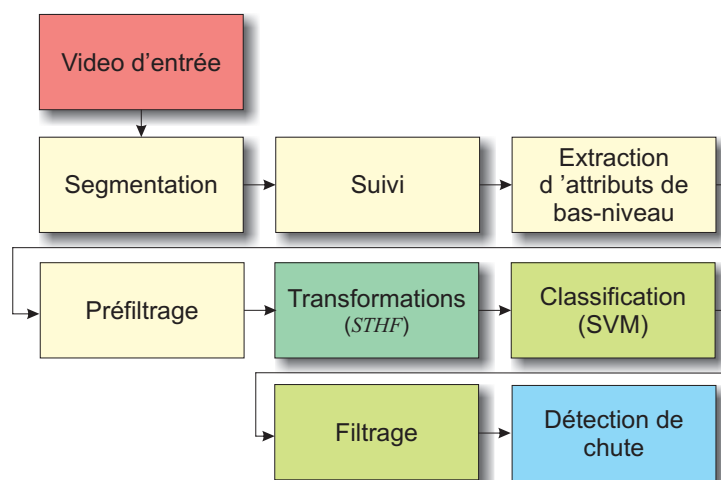 Video d'entrée
Segmentation
Suivi
Extraction
d 'attributs de
bas-niveau
Préfiltrage
Transformations
(STHF)
Classification
(SVM)
Filtrage
Détection de
chute